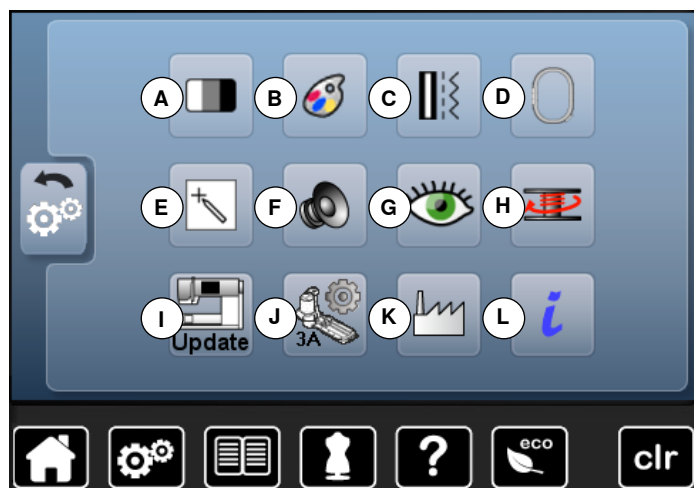 A B C D
E F G H
I J K L
Update 3A i
? eco clr